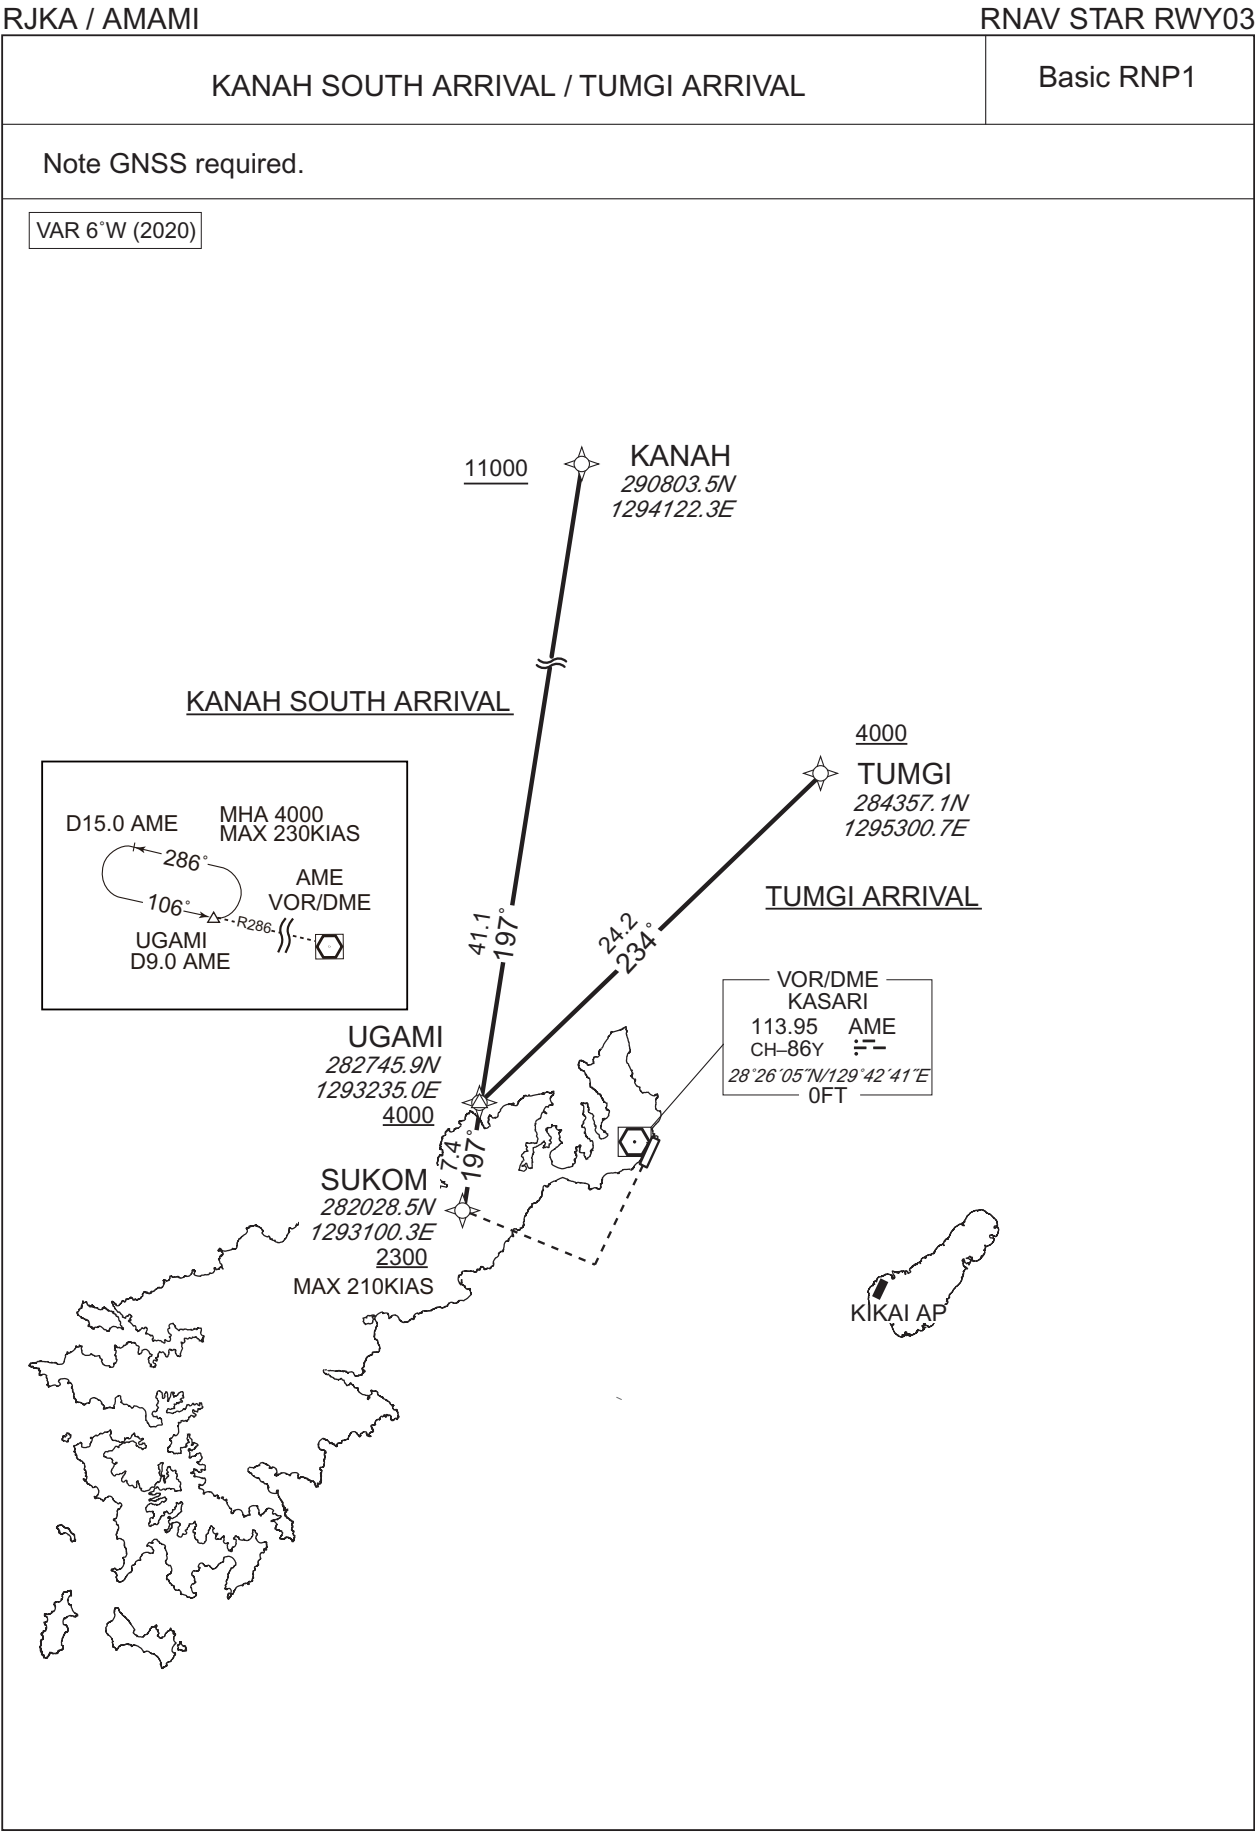 RJKA / AMAMI
RNAV STAR RWY03
KANAH SOUTH ARRIVAL / TUMGI ARRIVAL
Basic RNP1
Note GNSS required.
VAR 6˚W (2020)
11000
KANAH
290803.5N
1294122.3E
KANAH SOUTH ARRIVAL
4000
TUMGI
284357.1N
1295300.7E
TUMGI ARRIVAL
D15.0 AME
MHA 4000
MAX 230KIAS
286˚
106˚
AME
VOR/DME
R286
UGAMI
D9.0 AME
41.1
197˚
24.2
234˚
VOR/DME
KASARI
113.95 AME
CH–86Y
28˚26´05˝N/129˚42´41˝E
0FT
UGAMI
282745.9N
1293235.0E
4000
7.4
197˚
SUKOM
282028.5N
1293100.3E
2300
MAX 210KIAS
KIKAI AP